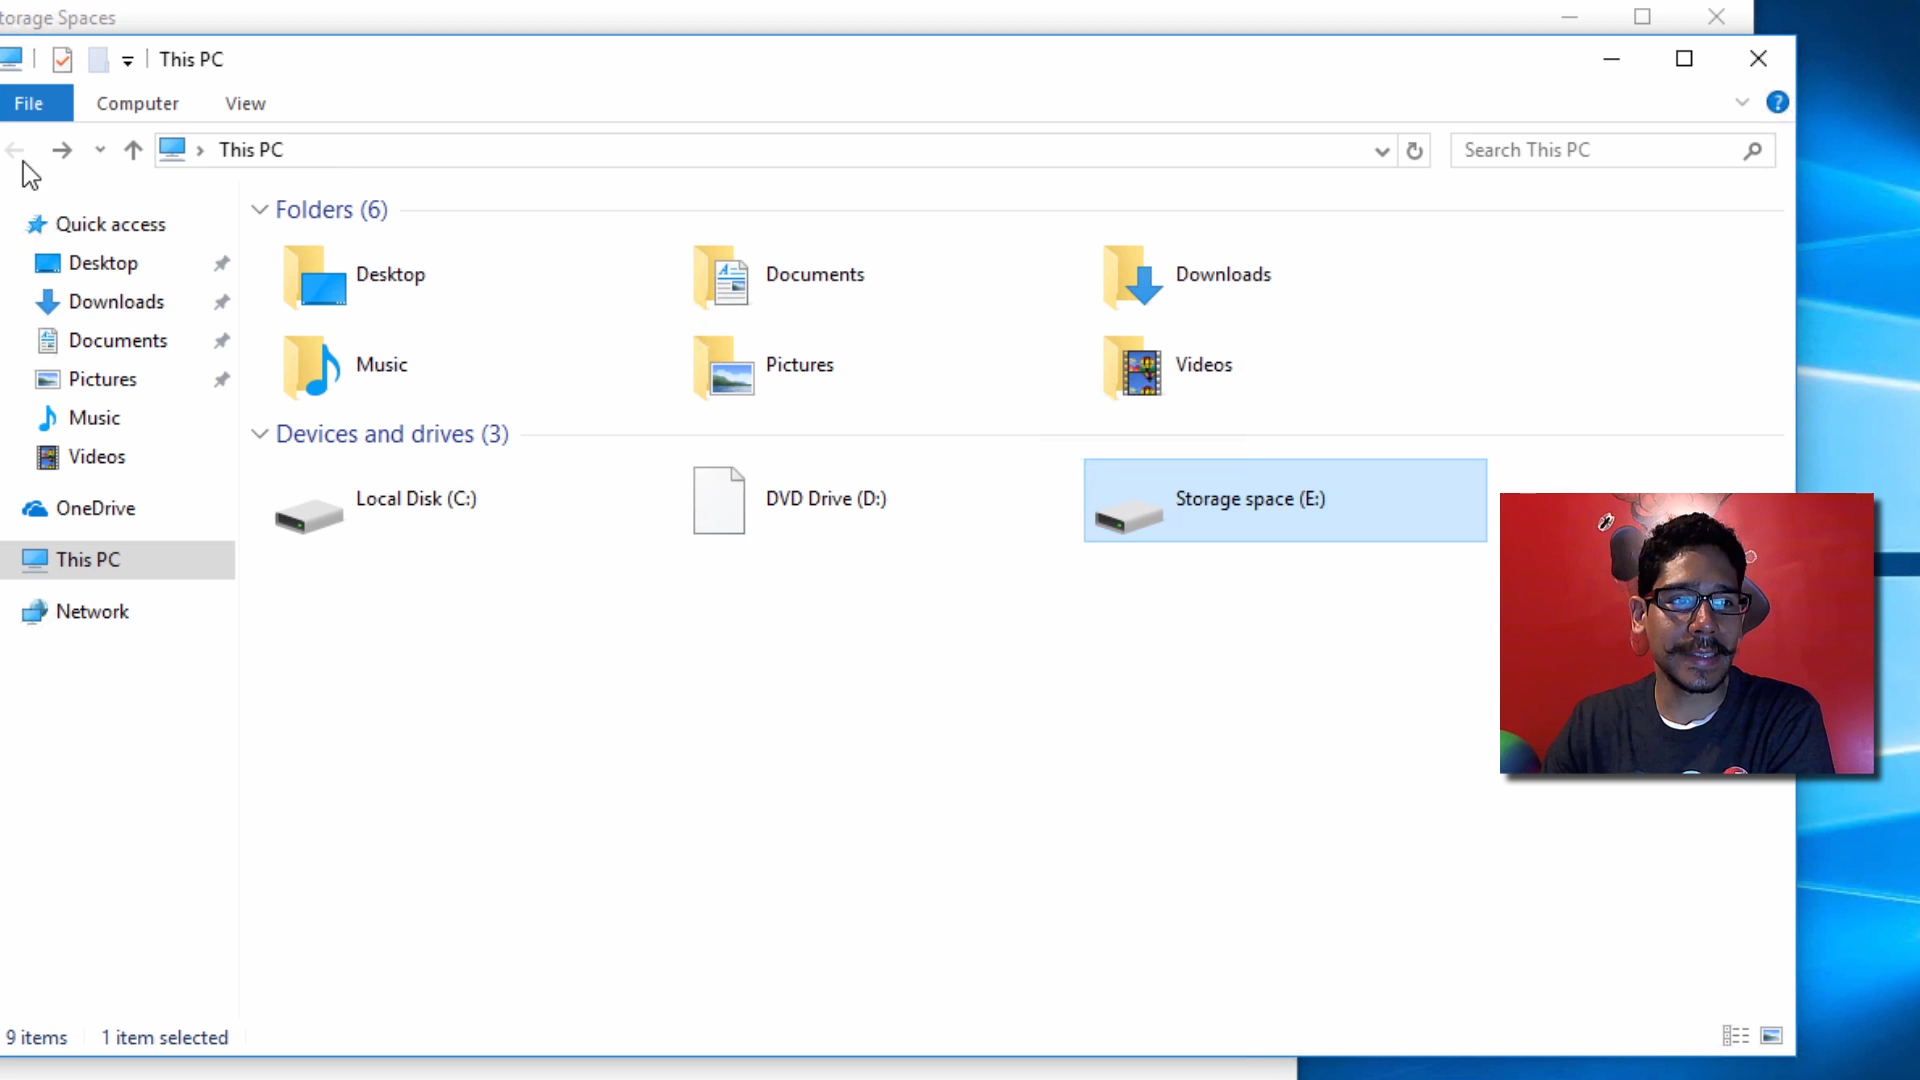 torage Spaces
This PC
File Computer View
This PC
Search This PC
Quick access
Desktop
Downloads
Documents
Pictures
Music
Videos
OneDrive
This PC
Network
Folders (6)
Desktop Documents Downloads
Music Pictures Videos
Devices and drives (3)
Local Disk (C:) DVD Drive (D:) Storage space (E:)
9 items 1 item selected